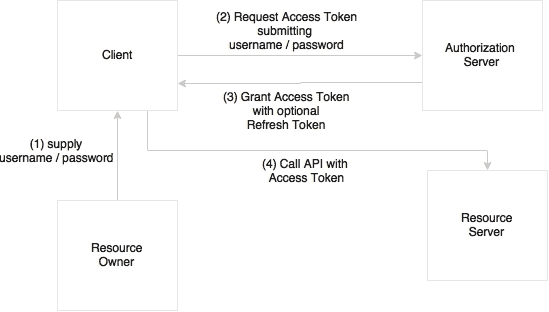 (2) Request Access Token
submitting
username / password
Client
Authorization
Server
(3) Grant Access Token
with optional
Refresh Token
(1) supply
username / password
(4) Call API with
Access Token
Resource
Owner
Resource
Server